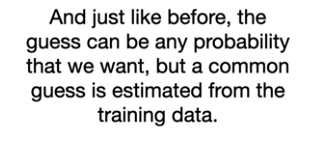 And just like before, the
guess can be any probability
that we want, but a common
guess is estimated from the
training data.